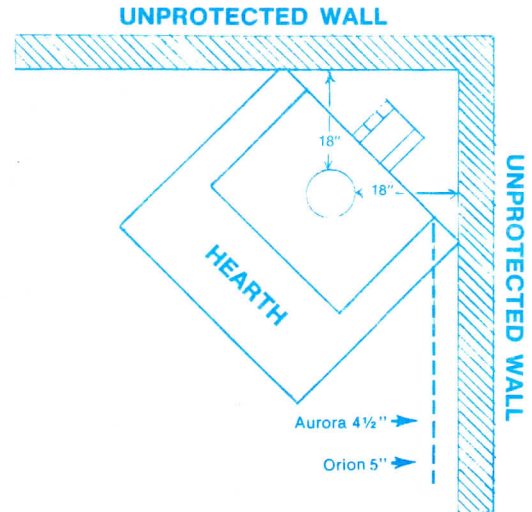 UNPROTECTED WALL
18"
18"
UNPROTECTED WALL
HEARTH
Aurora 4½"
Orion 5"